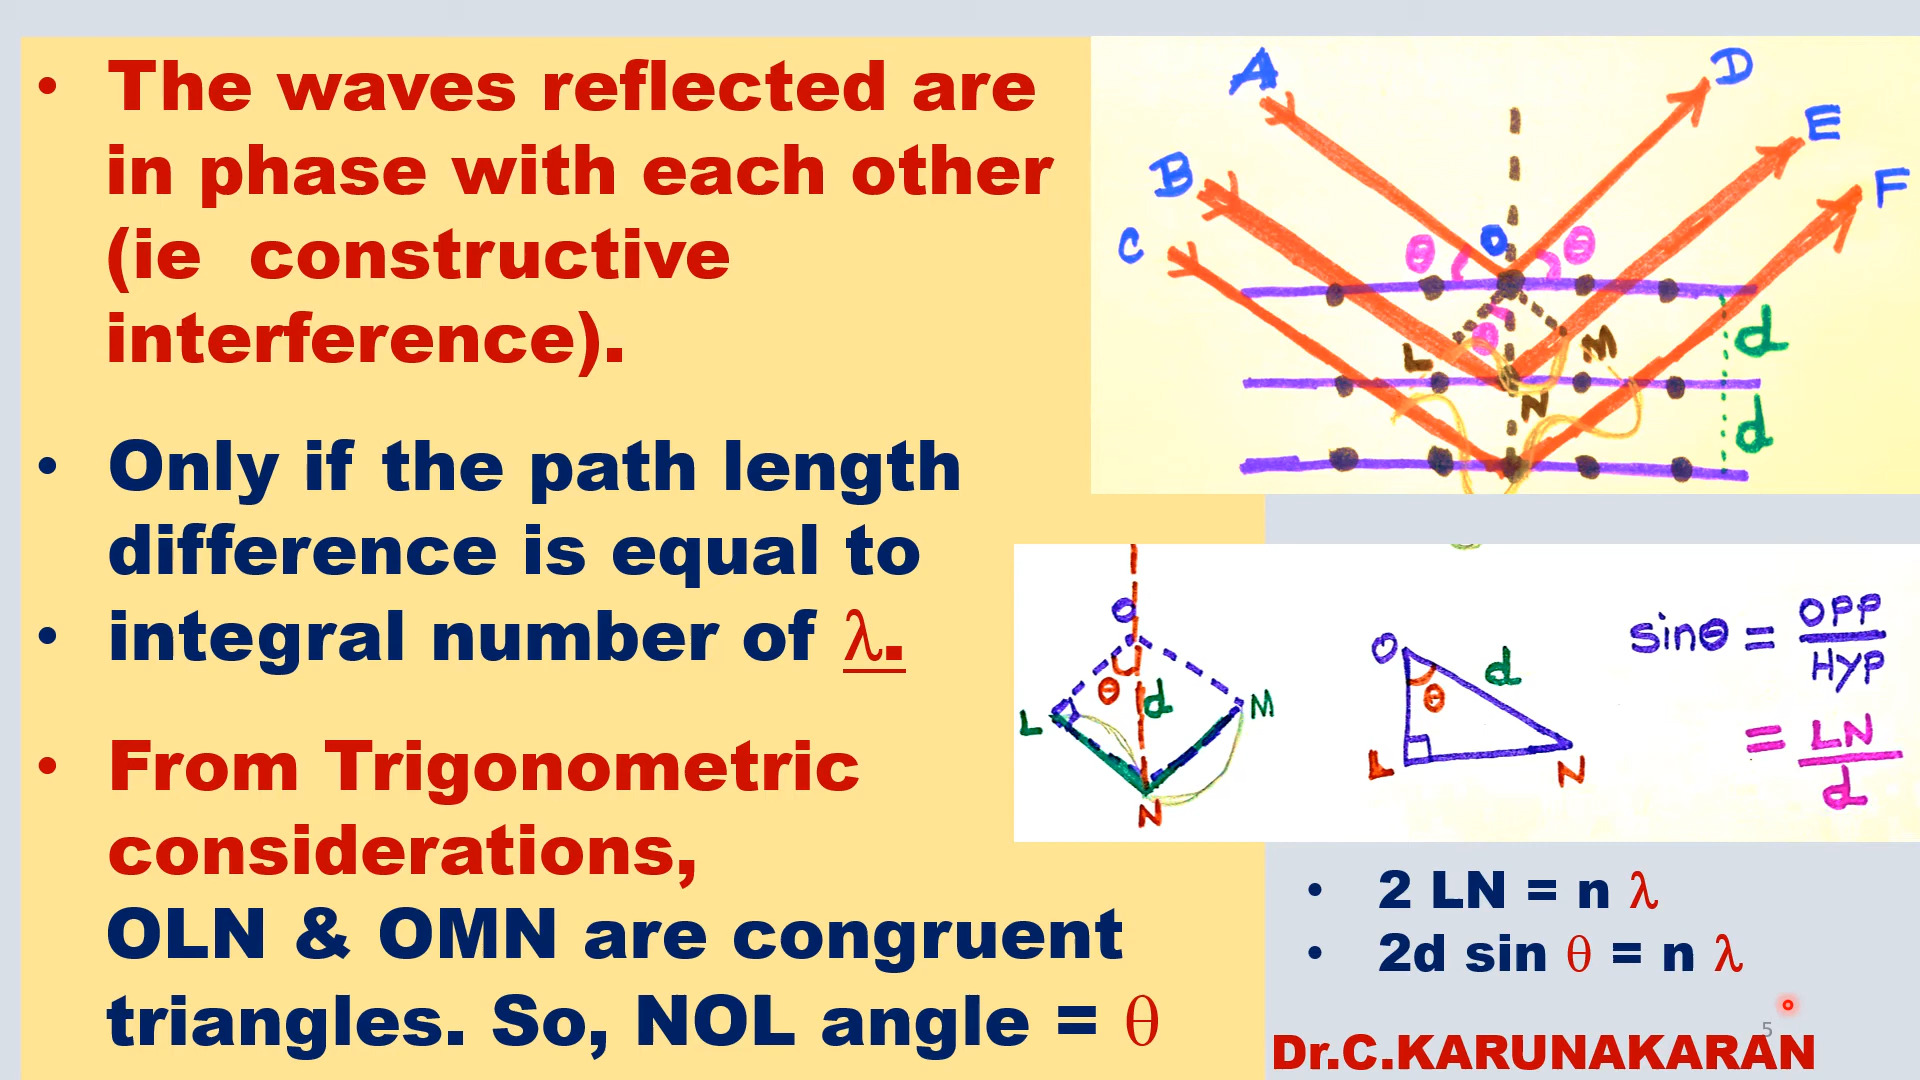 • The waves reflected are
in phase with each other
(ie constructive
interference).
• Only if the path length
difference is equal to
• integral number of λ.
• From Trigonometric
considerations,
OLN & OMN are congruent
triangles. So, NOL angle = θ
A
D
B
E
C
F
θ
O
θ
θ
L
M
N
d
d
O
θ
d
L
M
N
O
θ
d
L
N
sinθ = OPP
HYP
= LN
d
• 2 LN = n λ
• 2d sin θ = n λ
5
Dr.C.KARUNAKARAN